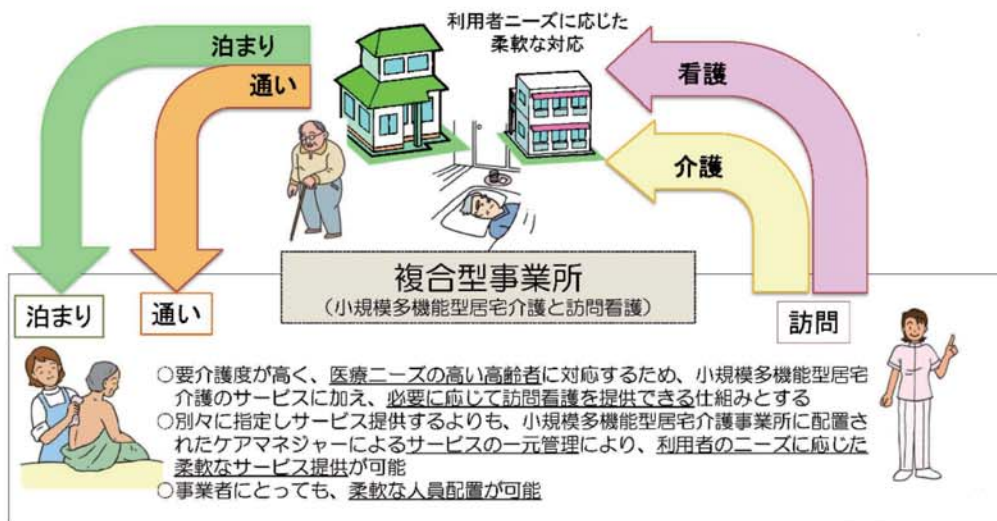 利用者ニーズに応じた
柔軟な対応
泊まり
通い
看護
介護
複合型事業所
（小規模多機能型居宅介護と訪問看護）
泊まり
通い
訪問
○要介護度が高く、医療ニーズの高い高齢者に対応するため、小規模多機能型居宅
介護のサービスに加え、必要に応じて訪問看護を提供できる仕組みとする
○別々に指定しサービス提供するよりも、小規模多機能型居宅介護事業所に配置さ
れたケアマネジャーによるサービスの一元管理により、利用者のニーズに応じた
柔軟なサービス提供が可能
○事業者にとっても、柔軟な人員配置が可能